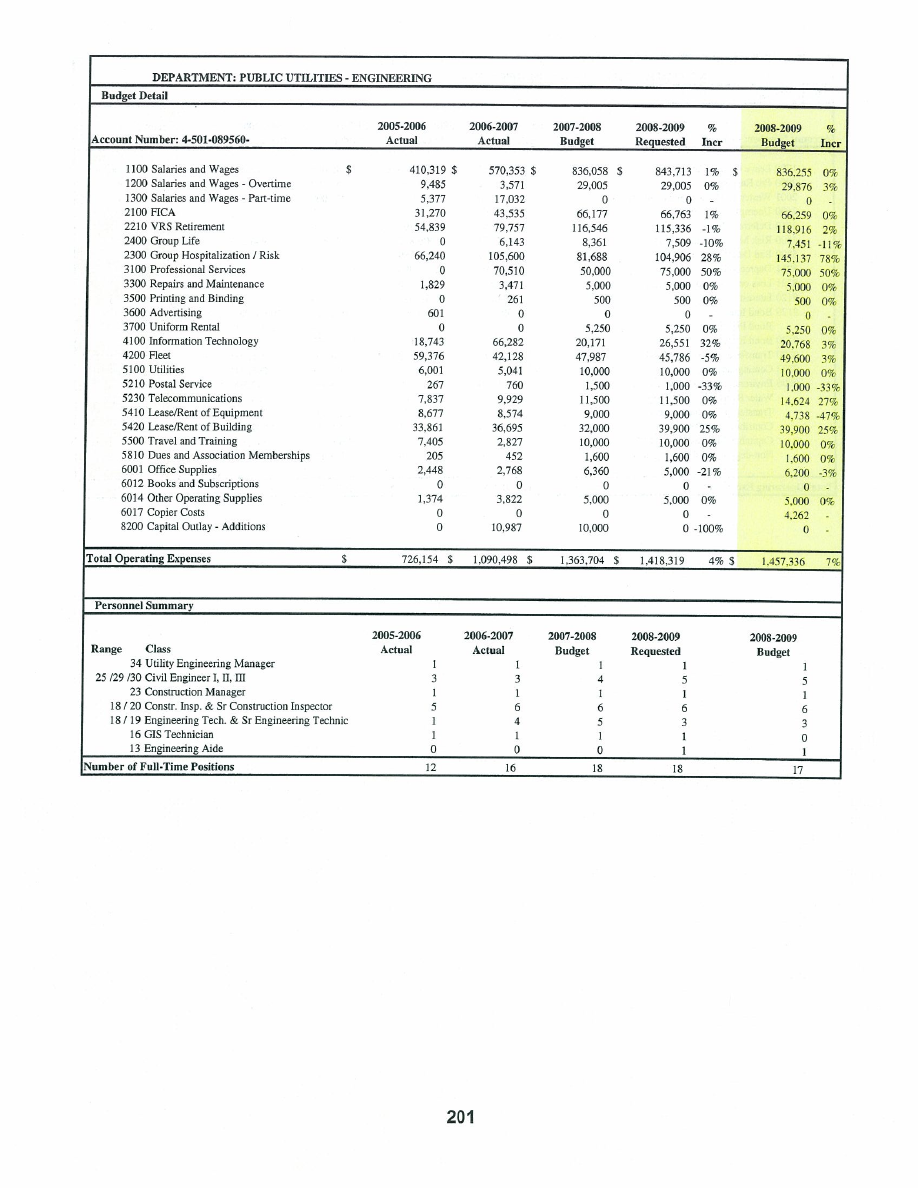 DEPARTMENT: PUBLIC UTILITIES - ENGINEERING
Budget Detail
2005-2006 2006-2007 2007-2008 2008-2009 % 2008-2009 %
Account Number: 4-501-089560- Actual Actual Budget Requested Incr Budget Incr
1100 Salaries and Wages $ 410,319 $ 570,353 $ 836,058 $ 843,713 1% $ 836,255 0%
1200 Salaries and Wages - Overtime 9,485 3,571 29,005 29,005 0% 29,876 3%
1300 Salaries and Wages - Part-time 5,377 17,032 0 0 - 0 -
2100 FICA 31,270 43,535 66,177 66,763 1% 66,259 0%
2210 VRS Retirement 54,839 79,757 116,546 115,336 -1% 118,916 2%
2400 Group Life 0 6,143 8,361 7,509 -10% 7,451 -11%
2300 Group Hospitalization / Risk 66,240 105,600 81,688 104,906 28% 145,137 78%
3100 Professional Services 0 70,510 50,000 75,000 50% 75,000 50%
3300 Repairs and Maintenance 1,829 3,471 5,000 5,000 0% 5,000 0%
3500 Printing and Binding 0 261 500 500 0% 500 0%
3600 Advertising 601 0 0 0 - 0 -
3700 Uniform Rental 0 0 5,250 5,250 0% 5,250 0%
4100 Information Technology 18,743 66,282 20,171 26,551 32% 20,768 3%
4200 Fleet 59,376 42,128 47,987 45,786 -5% 49,600 3%
5100 Utilities 6,001 5,041 10,000 10,000 0% 10,000 0%
5210 Postal Service 267 760 1,500 1,000 -33% 1,000 -33%
5230 Telecommunications 7,837 9,929 11,500 11,500 0% 14,624 27%
5410 Lease/Rent of Equipment 8,677 8,574 9,000 9,000 0% 4,738 -47%
5420 Lease/Rent of Building 33,861 36,695 32,000 39,900 25% 39,900 25%
5500 Travel and Training 7,405 2,827 10,000 10,000 0% 10,000 0%
5810 Dues and Association Memberships 205 452 1,600 1,600 0% 1,600 0%
6001 Office Supplies 2,448 2,768 6,360 5,000 -21% 6,200 -3%
6012 Books and Subscriptions 0 0 0 0 - 0 -
6014 Other Operating Supplies 1,374 3,822 5,000 5,000 0% 5,000 0%
6017 Copier Costs 0 0 0 0 - 4,262 -
8200 Capital Outlay - Additions 0 10,987 10,000 0 -100% 0 -
Total Operating Expenses $ 726,154 $ 1,090,498 $ 1,363,704 $ 1,418,319 4% $ 1,457,336 7%
Personnel Summary
2005-2006 2006-2007 2007-2008 2008-2009 2008-2009
Range Class Actual Actual Budget Requested Budget
34 Utility Engineering Manager 1 1 1 1 1
25 /29 /30 Civil Engineer I, II, III 3 3 4 5 5
23 Construction Manager 1 1 1 1 1
18 / 20 Constr. Insp. & Sr Construction Inspector 5 6 6 6 6
18 / 19 Engineering Tech. & Sr Engineering Technic 1 4 5 3 3
16 GIS Technician 1 1 1 1 0
13 Engineering Aide 0 0 0 1 1
Number of Full-Time Positions 12 16 18 18 17
201